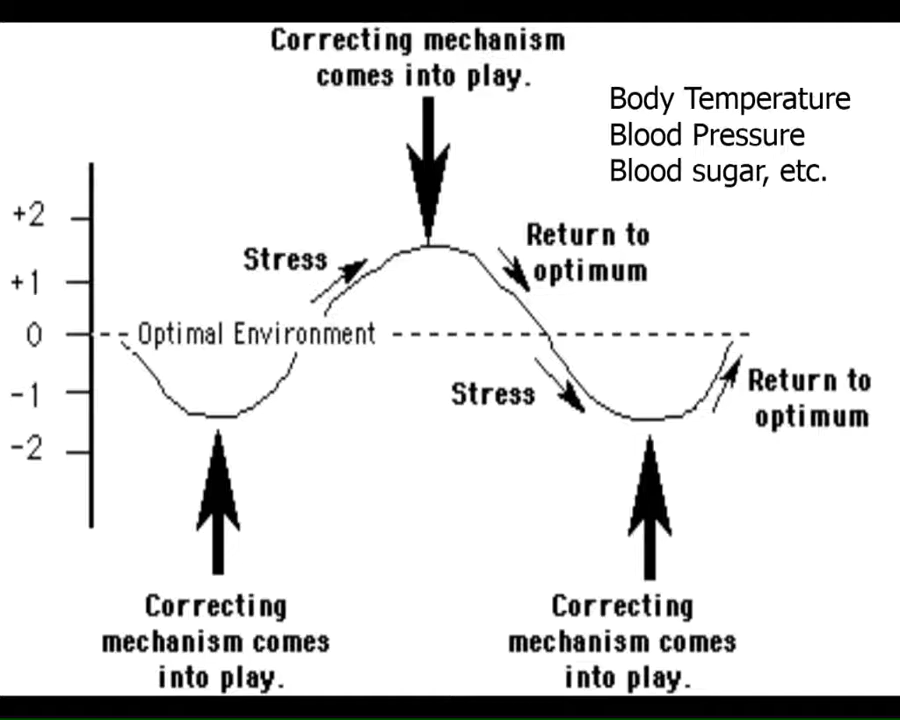 Correcting mechanism
comes into play.
Body Temperature
Blood Pressure
Blood sugar, etc.
+2
+1
0
-1
-2
Stress
Return to
optimum
Optimal Environment
Stress
Return to
optimum
Correcting
mechanism comes
into play.
Correcting
mechanism comes
into play.